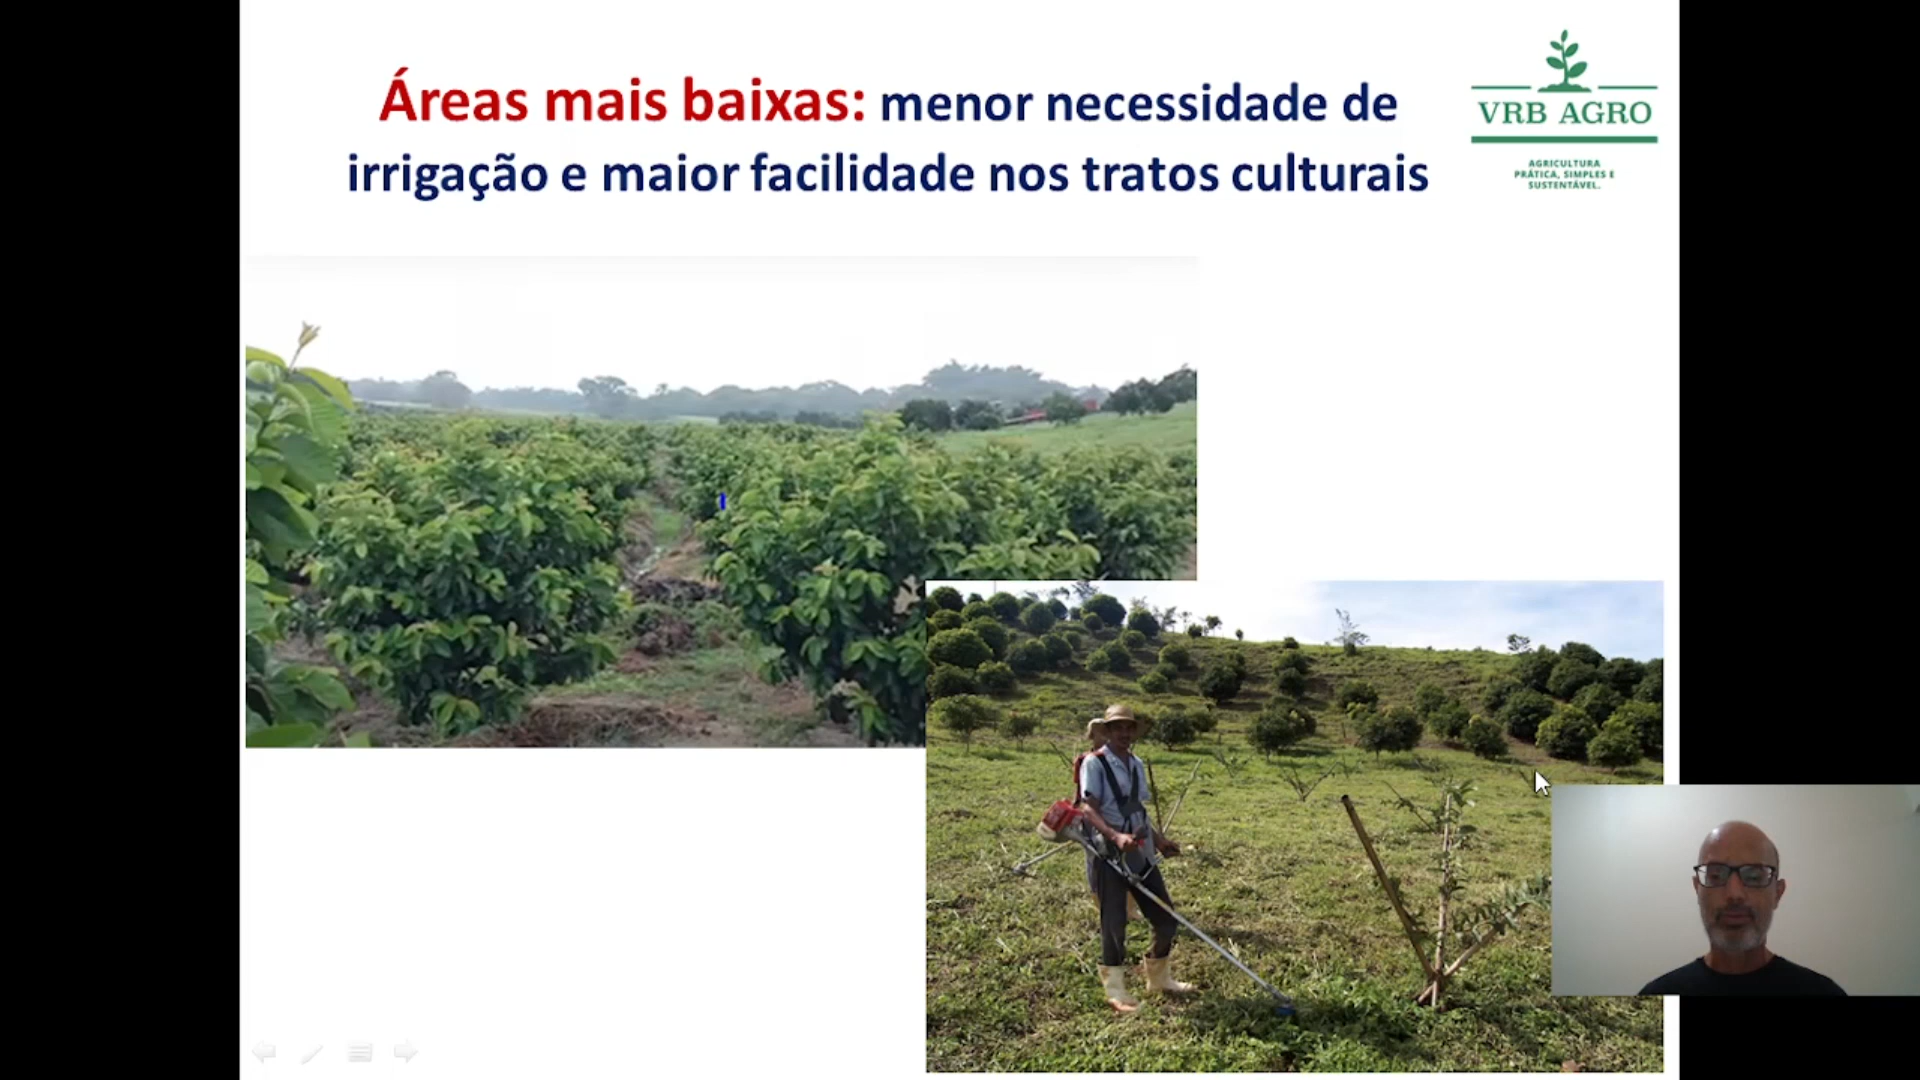 Áreas mais baixas: menor necessidade de
irrigação e maior facilidade nos tratos culturais
VRB AGRO
AGRICULTURA
PRÁTICA, SIMPLES E
SUSTENTÁVEL.